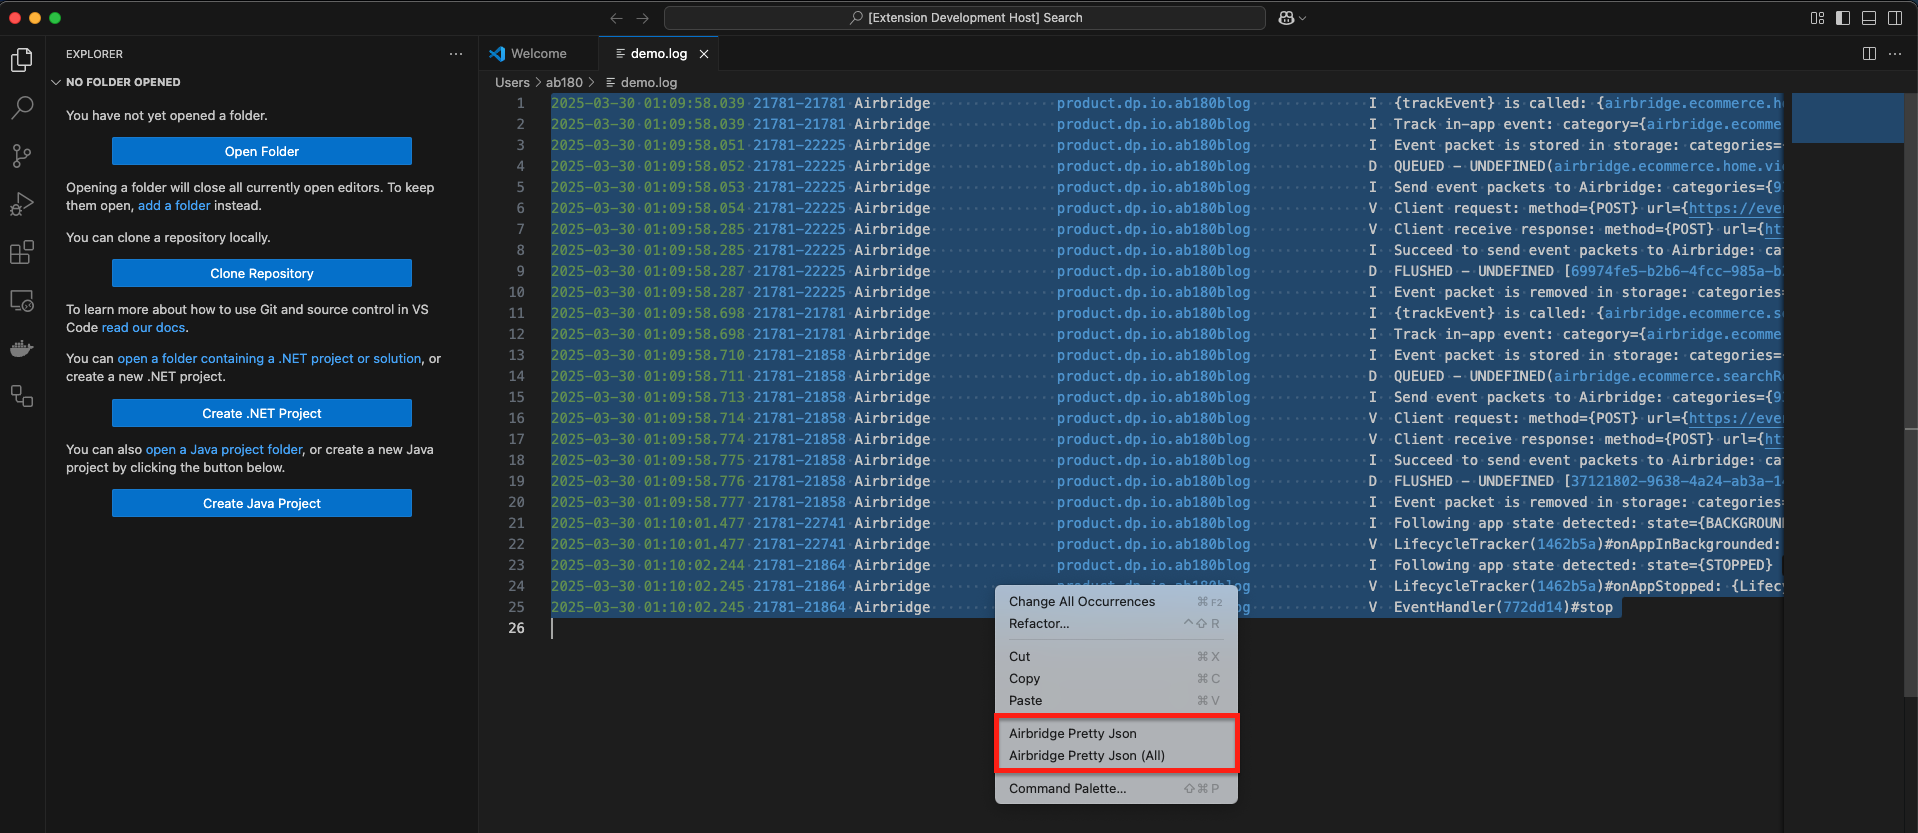 [Extension Development Host] Search
EXPLORER
NO FOLDER OPENED
You have not yet opened a folder.
Open Folder
Opening a folder will close all currently open editors. To keep
them open, add a folder instead.
You can clone a repository locally.
Clone Repository
To learn more about how to use Git and source control in VS
Code read our docs.
You can open a folder containing a .NET project or solution, or
create a new .NET project.
Create .NET Project
You can also open a Java project folder, or create a new Java
project by clicking the button below.
Create Java Project
Welcome
demo.log
Users > ab180 > demo.log
1 2025-03-30 01:09:58.039 21781-21781 Airbridge product.dp.io.ab180blog I {trackEvent} is called: {airbridge.ecommerce.h
2 2025-03-30 01:09:58.039 21781-21781 Airbridge product.dp.io.ab180blog I Track in-app event: category={airbridge.ecomme
3 2025-03-30 01:09:58.051 21781-22225 Airbridge product.dp.io.ab180blog I Event packet is stored in storage: categories=
4 2025-03-30 01:09:58.052 21781-22225 Airbridge product.dp.io.ab180blog D QUEUED - UNDEFINED(airbridge.ecommerce.home.vi
5 2025-03-30 01:09:58.053 21781-22225 Airbridge product.dp.io.ab180blog I Send event packets to Airbridge: categories={9
6 2025-03-30 01:09:58.054 21781-22225 Airbridge product.dp.io.ab180blog V Client request: method={POST} url={https://eve
7 2025-03-30 01:09:58.285 21781-22225 Airbridge product.dp.io.ab180blog V Client receive response: method={POST} url={ht
8 2025-03-30 01:09:58.285 21781-22225 Airbridge product.dp.io.ab180blog I Succeed to send event packets to Airbridge: ca
9 2025-03-30 01:09:58.287 21781-22225 Airbridge product.dp.io.ab180blog D FLUSHED - UNDEFINED [69974fe5-b2b6-4fcc-985a-b
10 2025-03-30 01:09:58.287 21781-22225 Airbridge product.dp.io.ab180blog I Event packet is removed in storage: categories=
11 2025-03-30 01:09:58.698 21781-21781 Airbridge product.dp.io.ab180blog I {trackEvent} is called: {airbridge.ecommerce.s
12 2025-03-30 01:09:58.698 21781-21781 Airbridge product.dp.io.ab180blog I Track in-app event: category={airbridge.ecomme
13 2025-03-30 01:09:58.710 21781-21858 Airbridge product.dp.io.ab180blog I Event packet is stored in storage: categories=
14 2025-03-30 01:09:58.711 21781-21858 Airbridge product.dp.io.ab180blog D QUEUED - UNDEFINED(airbridge.ecommerce.searchR
15 2025-03-30 01:09:58.713 21781-21858 Airbridge product.dp.io.ab180blog I Send event packets to Airbridge: categories={9
16 2025-03-30 01:09:58.714 21781-21858 Airbridge product.dp.io.ab180blog V Client request: method={POST} url={https://eve
17 2025-03-30 01:09:58.774 21781-21858 Airbridge product.dp.io.ab180blog V Client receive response: method={POST} url={ht
18 2025-03-30 01:09:58.775 21781-21858 Airbridge product.dp.io.ab180blog I Succeed to send event packets to Airbridge: ca
19 2025-03-30 01:09:58.776 21781-21858 Airbridge product.dp.io.ab180blog D FLUSHED - UNDEFINED [37121802-9638-4a24-ab3a-1
20 2025-03-30 01:09:58.777 21781-21858 Airbridge product.dp.io.ab180blog I Event packet is removed in storage: categories=
21 2025-03-30 01:10:01.477 21781-22741 Airbridge product.dp.io.ab180blog I Following app state detected: state={BACKGROUN
22 2025-03-30 01:10:01.477 21781-22741 Airbridge product.dp.io.ab180blog V LifecycleTracker(1462b5a)#onAppInBackgrounded:
23 2025-03-30 01:10:02.244 21781-21864 Airbridge product.dp.io.ab180blog I Following app state detected: state={STOPPED}
24 2025-03-30 01:10:02.245 21781-21864 Airbridge product.dp.io.ab180blog V LifecycleTracker(1462b5a)#onAppStopped: {Lifec
25 2025-03-30 01:10:02.245 21781-21864 Airbridge og V EventHandler(772dd14)#stop
26
Change All Occurrences ⌘ F2
Refactor... ^⇧ R
Cut ⌘ X
Copy ⌘ C
Paste ⌘ V
Airbridge Pretty Json
Airbridge Pretty Json (All)
Command Palette... ⇧⌘ P